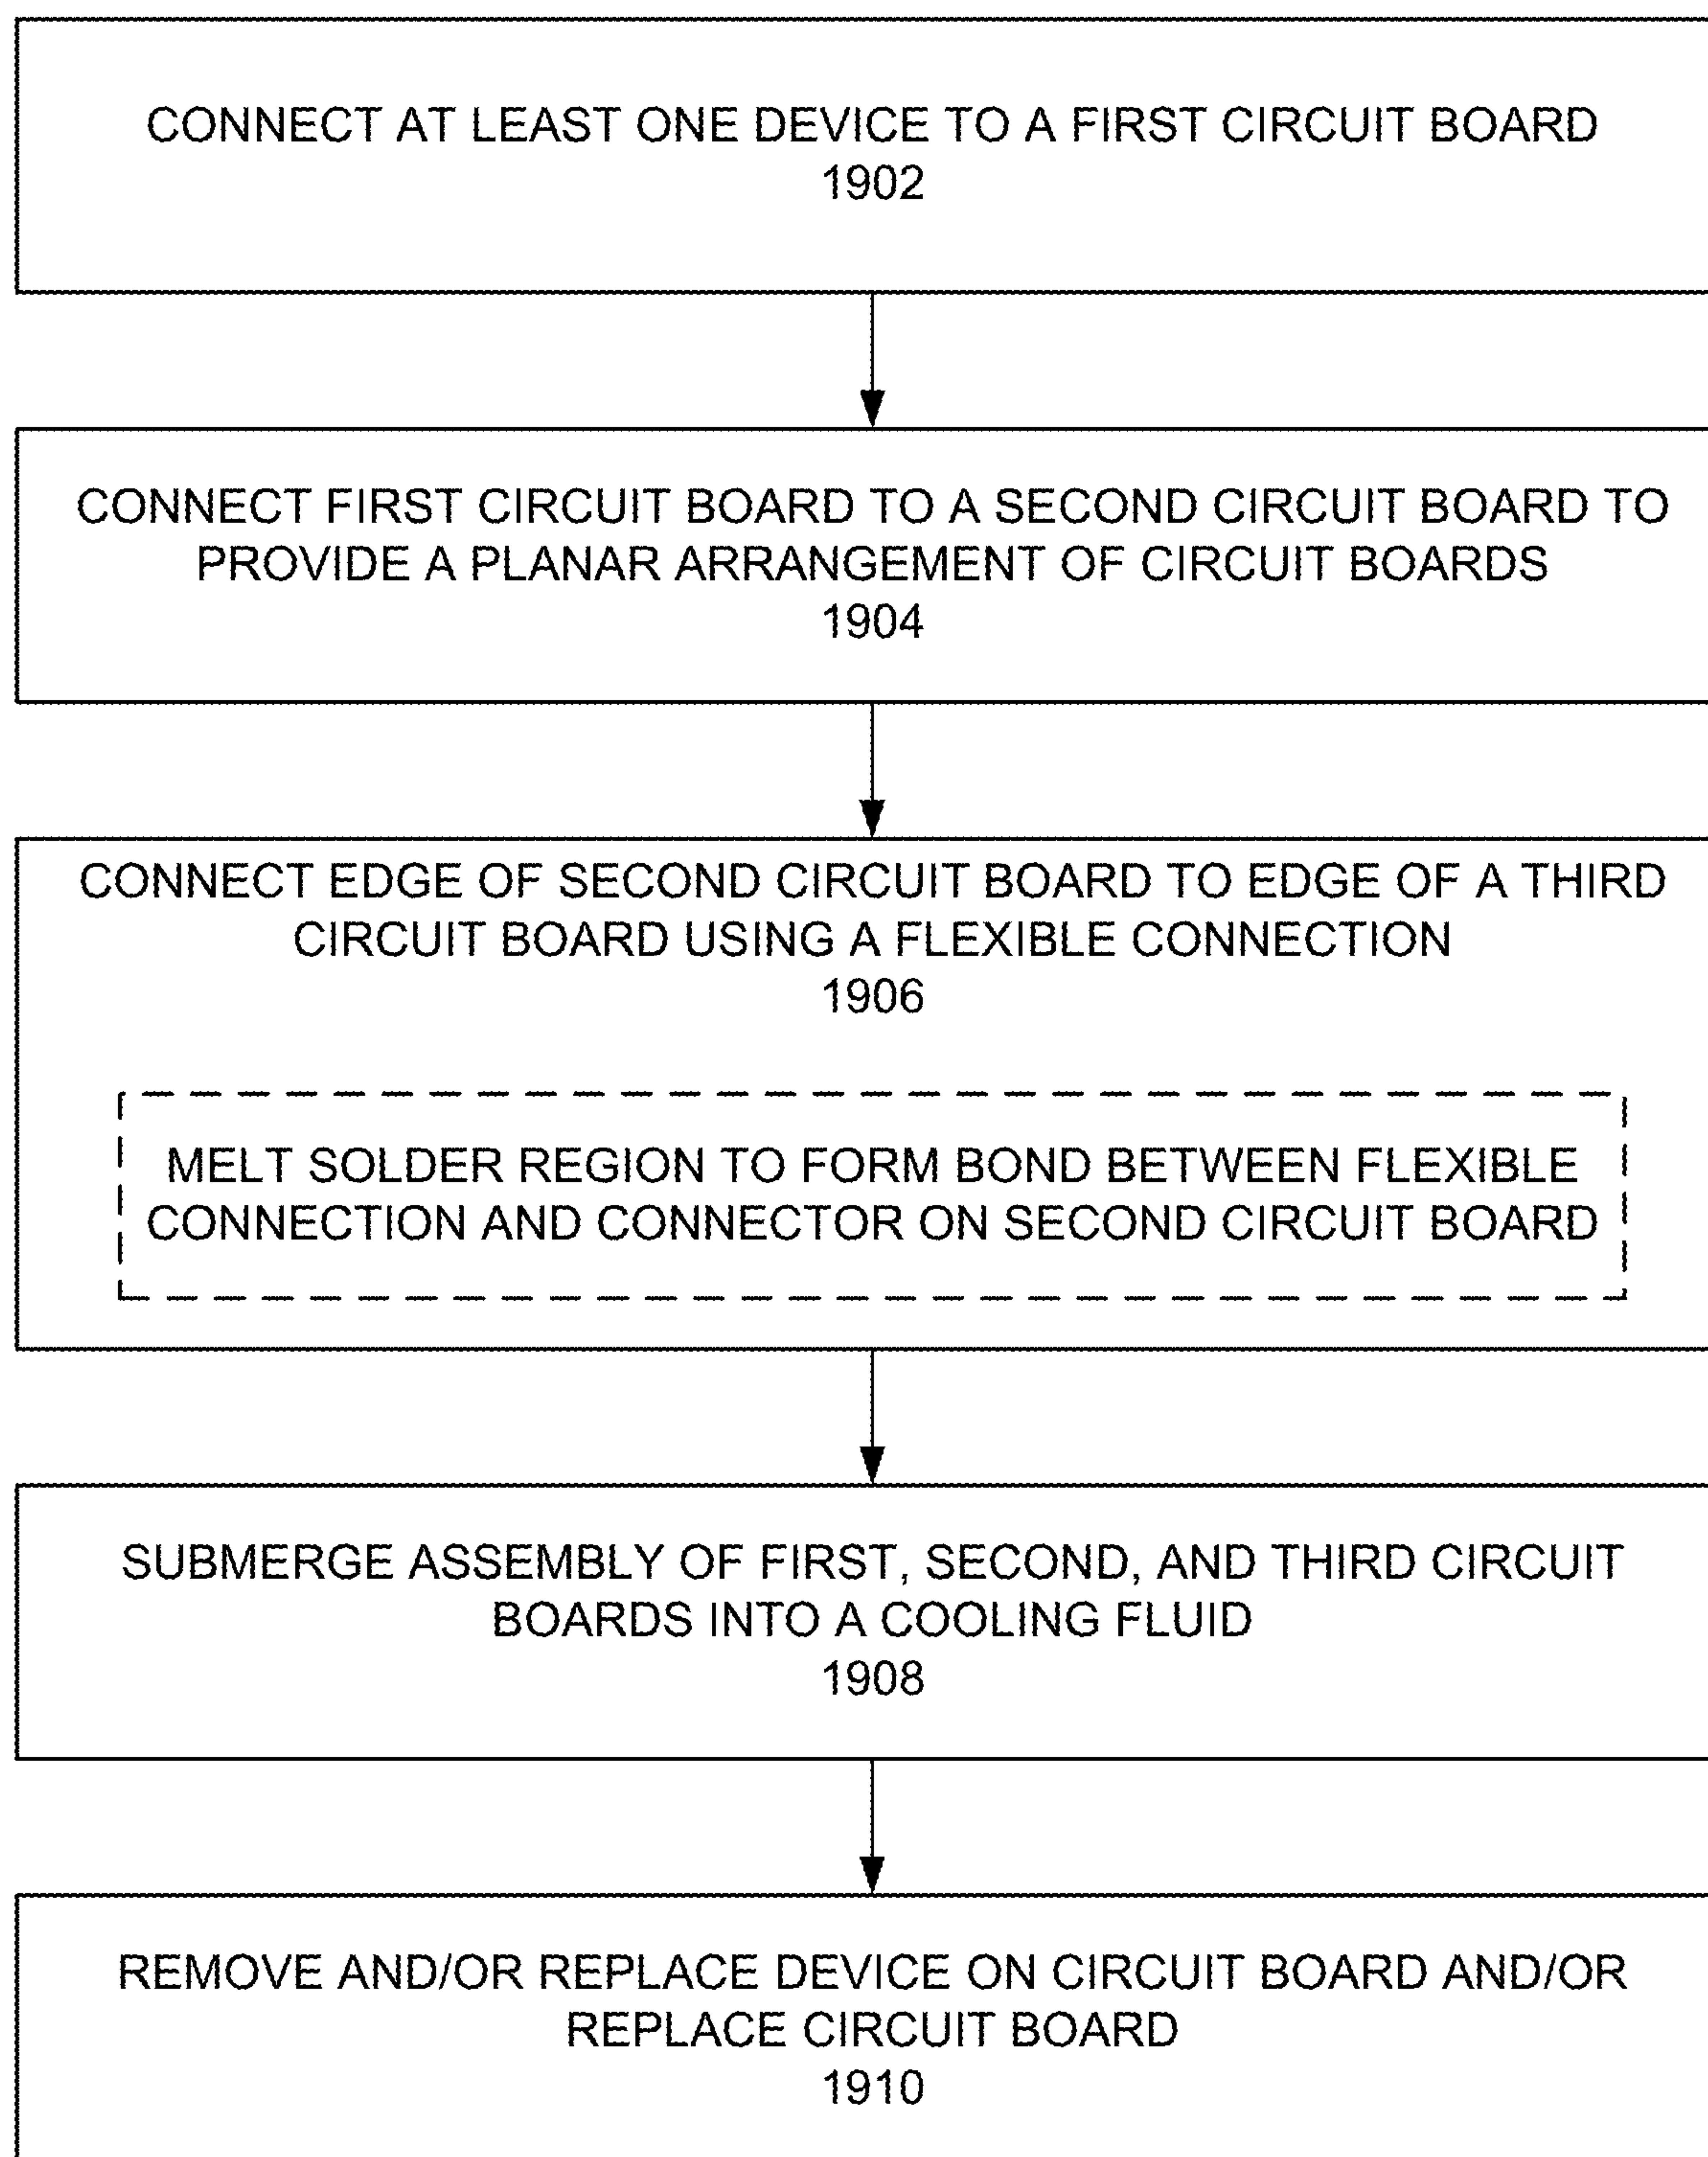 CONNECT AT LEAST ONE DEVICE TO A FIRST CIRCUIT BOARD
1902
CONNECT FIRST CIRCUIT BOARD TO A SECOND CIRCUIT BOARD TO
PROVIDE A PLANAR ARRANGEMENT OF CIRCUIT BOARDS
1904
CONNECT EDGE OF SECOND CIRCUIT BOARD TO EDGE OF A THIRD
CIRCUIT BOARD USING A FLEXIBLE CONNECTION
1906
MELT SOLDER REGION TO FORM BOND BETWEEN FLEXIBLE
CONNECTION AND CONNECTOR ON SECOND CIRCUIT BOARD
SUBMERGE ASSEMBLY OF FIRST, SECOND, AND THIRD CIRCUIT
BOARDS INTO A COOLING FLUID
1908
REMOVE AND/OR REPLACE DEVICE ON CIRCUIT BOARD AND/OR
REPLACE CIRCUIT BOARD
1910